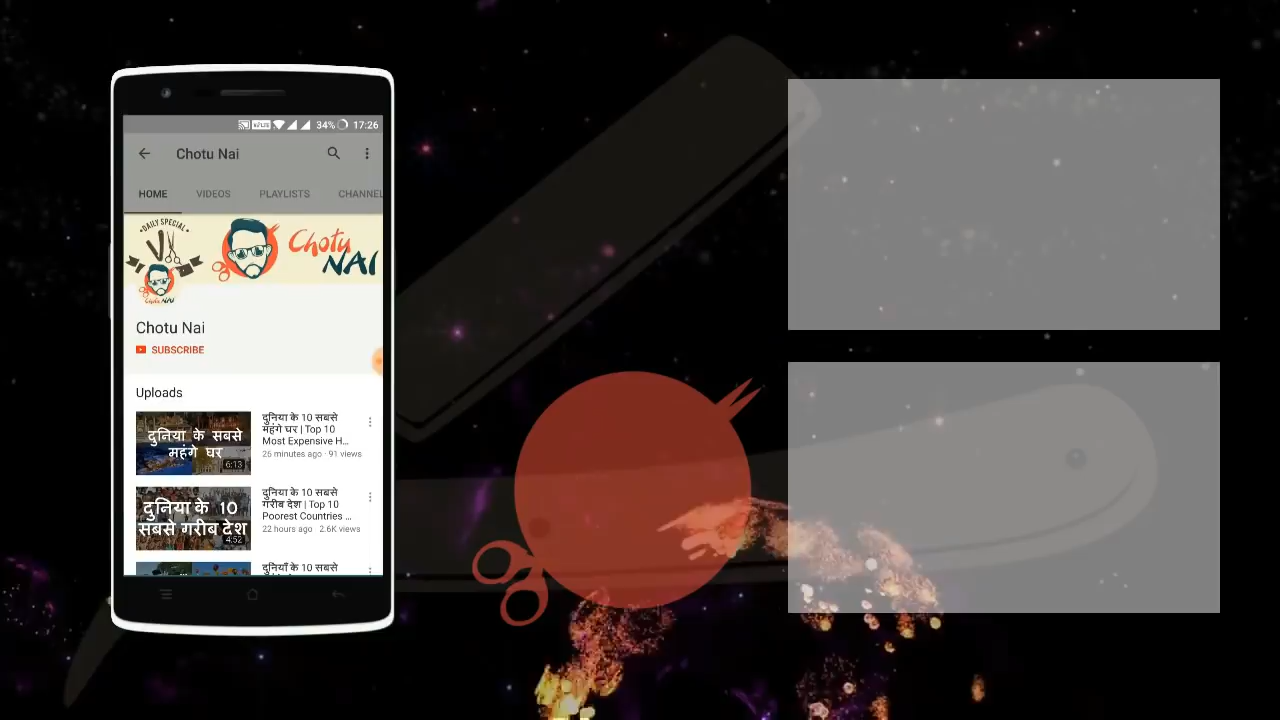 34% 17:26
Chotu Nai
HOME VIDEOS PLAYLISTS CHANNEL
DAILY SPECIAL
Chotu
NAI
Chotu NAI
Chotu Nai
SUBSCRIBE
Uploads
दुनिया के सबसे
महंगे घर
6:13
दुनिया के 10 सबसे
महंगे घर | Top 10
Most Expensive H...
26 minutes ago · 91 views
दुनिया के 10
सबसे गरीब देश
4:52
दुनिया के 10 सबसे
गरीब देश | Top 10
Poorest Countries ...
22 hours ago · 2.6K views
दुनियाँ के 10 सबसे